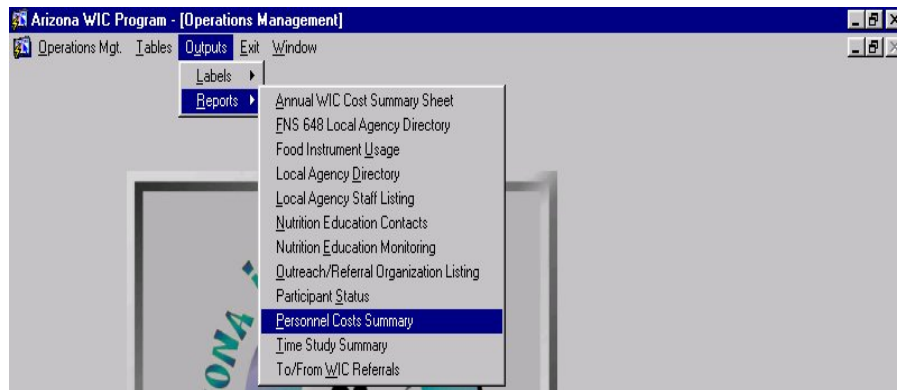 Arizona WIC Program - [Operations Management]
Operations Mgt. Tables Outputs Exit Window
Labels
Reports
Annual WIC Cost Summary Sheet
FNS 648 Local Agency Directory
Food Instrument Usage
Local Agency Directory
Local Agency Staff Listing
Nutrition Education Contacts
Nutrition Education Monitoring
Outreach/Referral Organization Listing
Participant Status
Personnel Costs Summary
Time Study Summary
To/From WIC Referrals